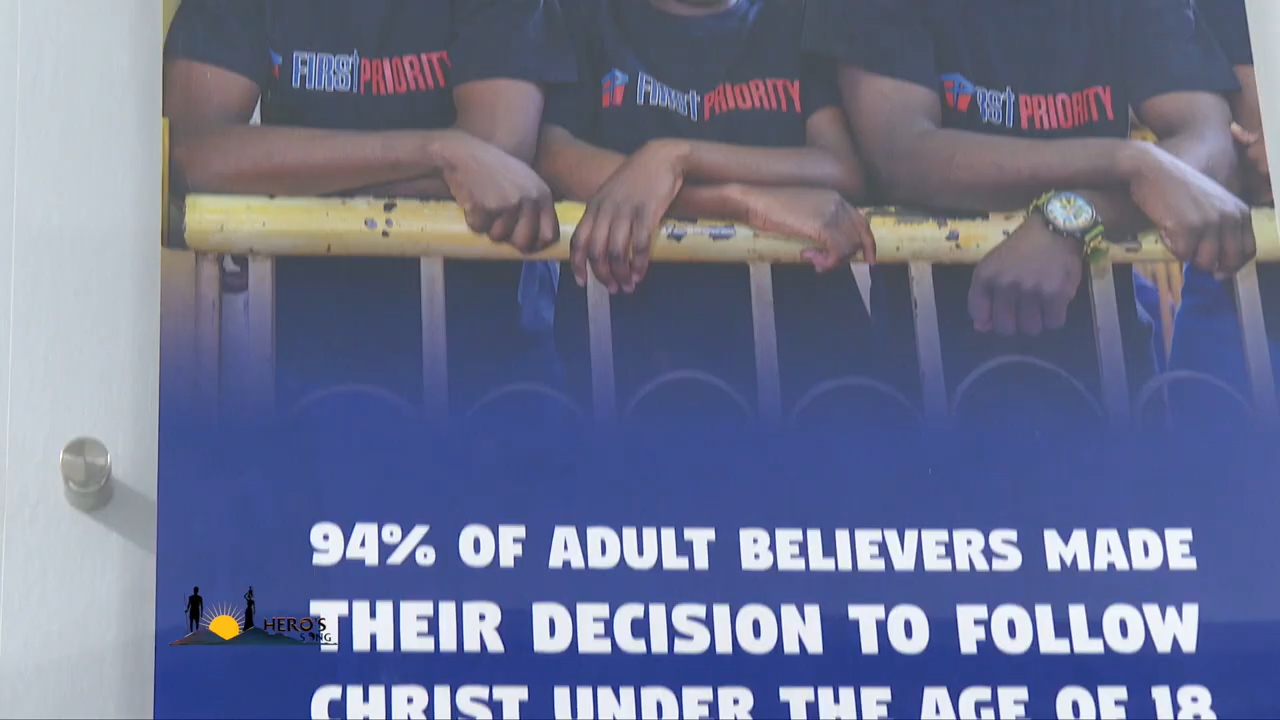 FIRST PRIORITY
FIRST PRIORITY
RST PRIORITY
94% OF ADULT BELIEVERS MADE
THEIR DECISION TO FOLLOW
CHRIST UNDER THE AGE OF 18
HERO'S
SONG